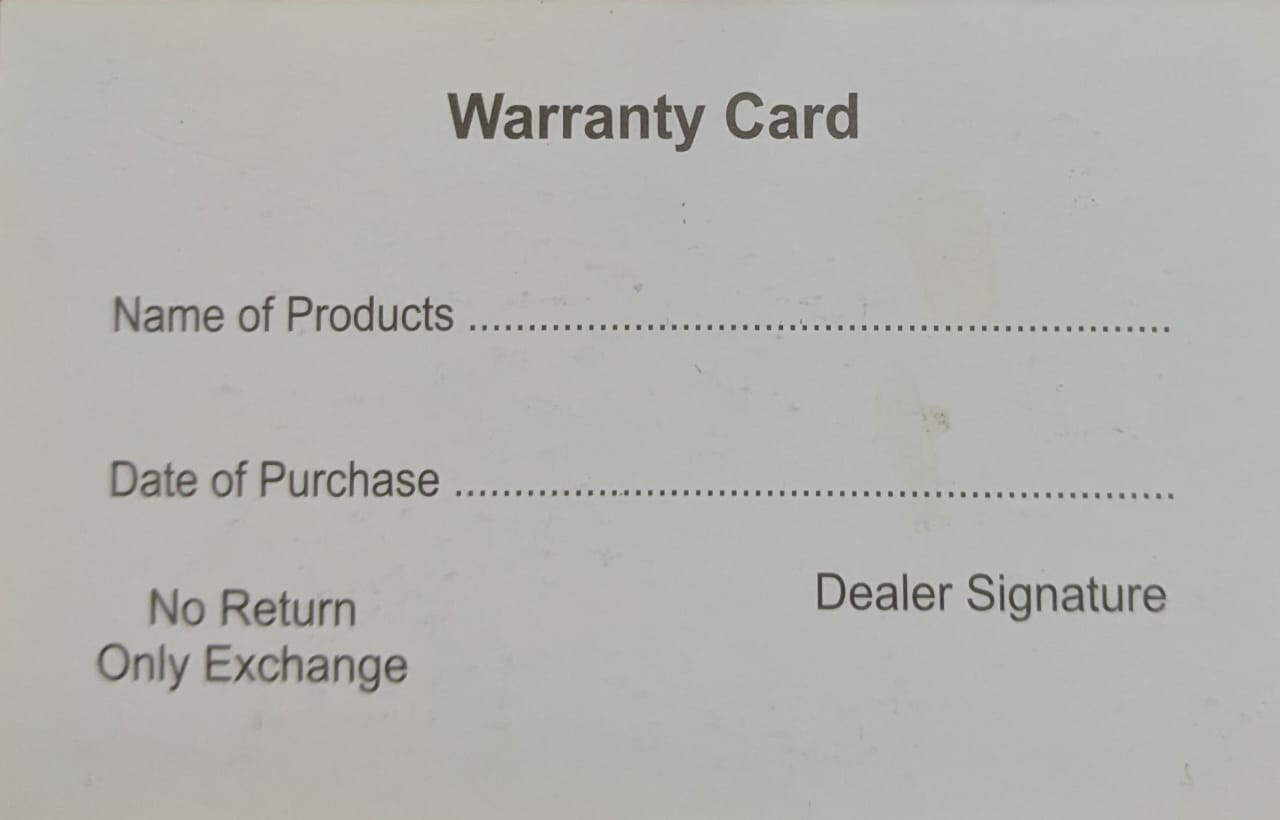 Warranty Card
Name of Products ............................................................
Date of Purchase .............................................................
Dealer Signature
No Return
Only Exchange